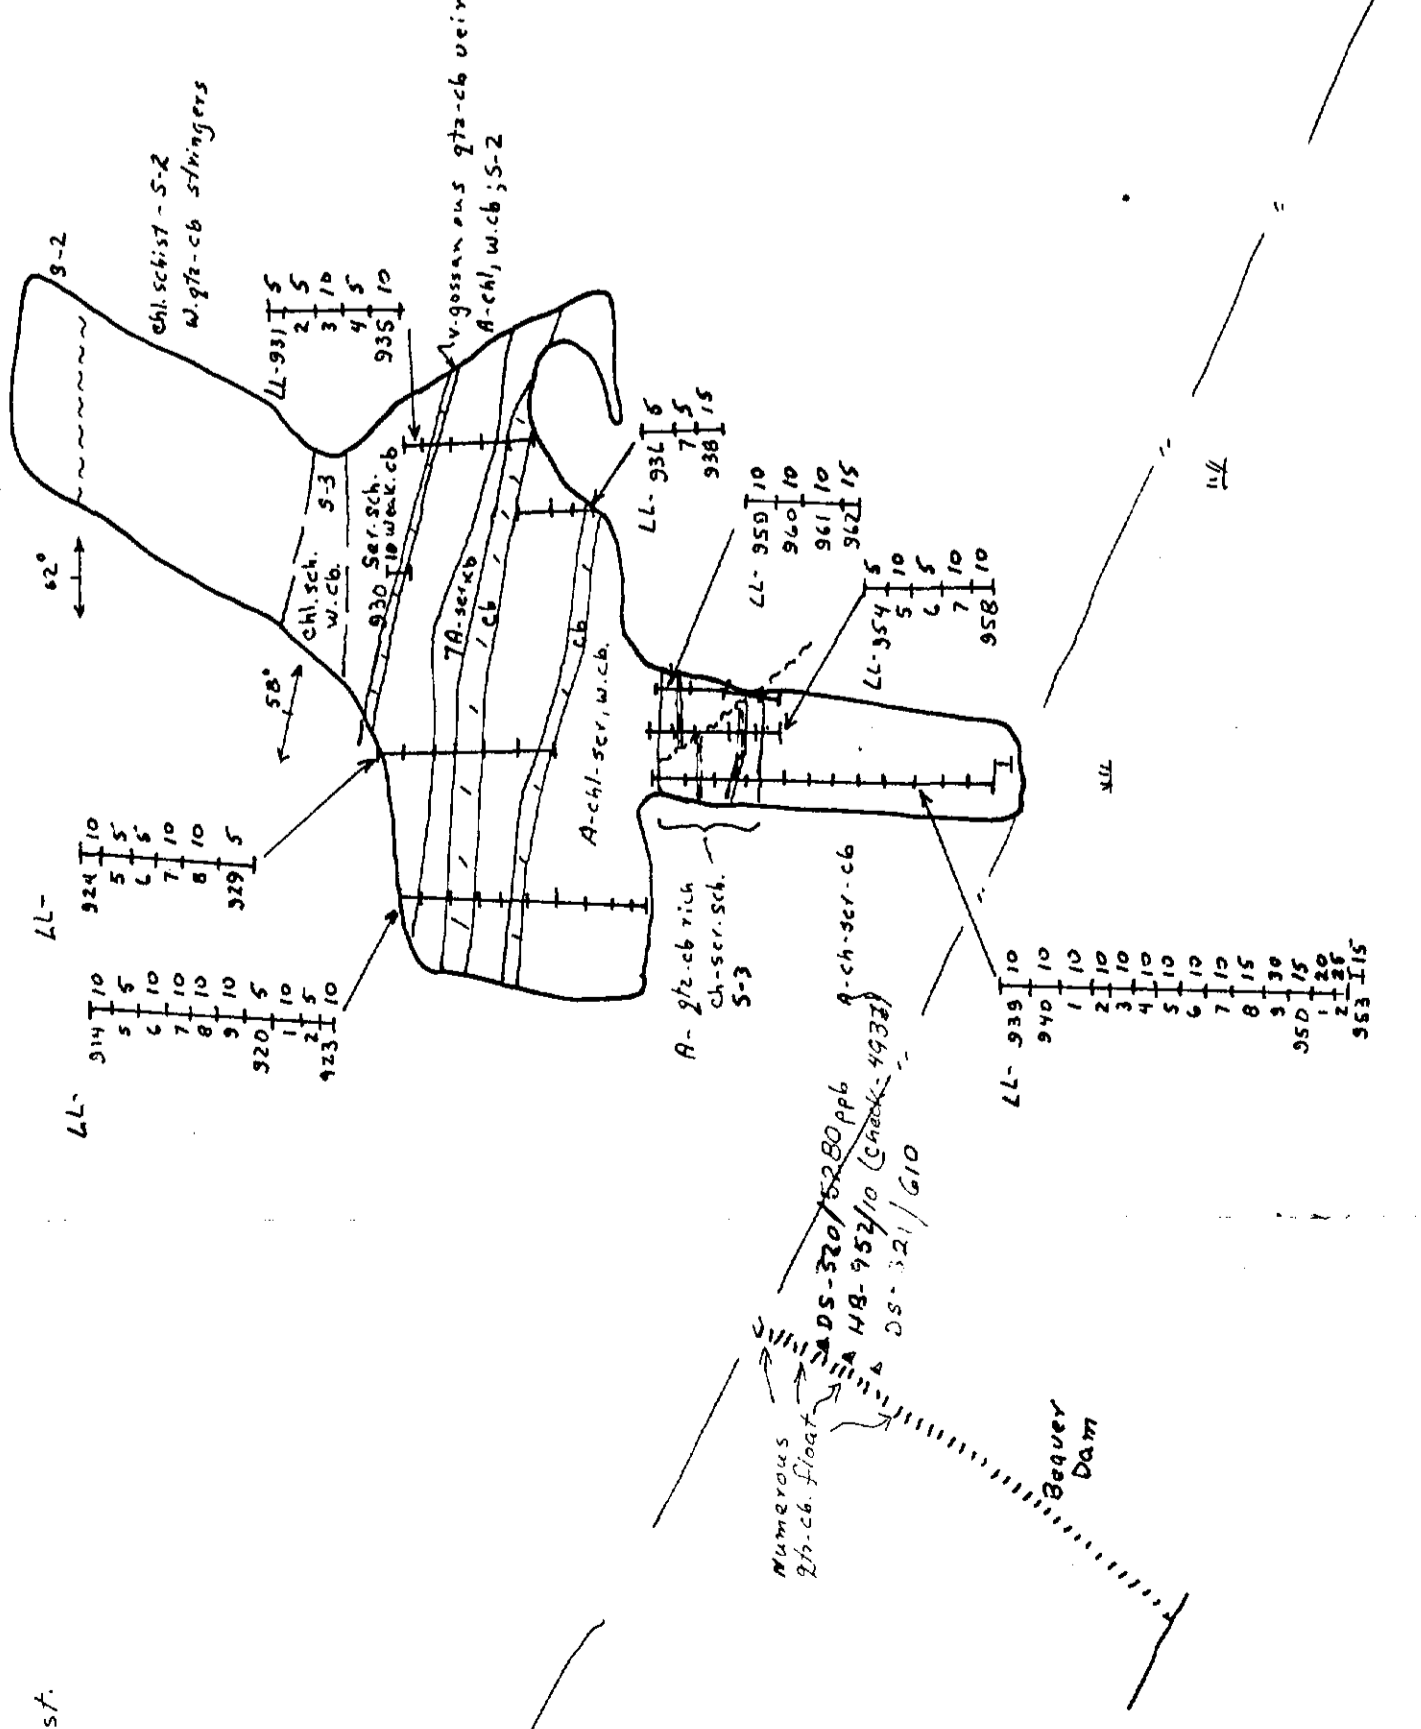 S-2
chl. schist - S-2
w. qtz-cb stringers
62°
LL-931 5
2 5
3 10
4 5
935 10
v. gossanous qtz-cb vein
A-chl, w.cb; S-2
chl. sch. S-3
w. cb.
930 Ser. sch.
10 weak. cb
58°
7A-ser.cb
cb
cb
A-chl-ser, w.cb.
LL-
924 10
5 5
6 5
7 10
8 10
929 5
LL-
914 10
5 5
6 10
7 10
8 10
9 10
920 5
1 10
2 5
923 10
LL- 936 5
7 5
938 15
LL- 959 10
960 10
961 10
962 15
LL-954 5
5 10
6 5
7 10
958 10
A- qtz-cb rich
ch-ser.sch.
S-3
A-ch-ser-cb
LL- 939 10
940 10
1 10
2 10
3 10
4 10
5 10
6 10
7 10
8 15
9 30
950 15
1 20
2 25
953 15
DS-320/5280 ppb
HB-952/10 (check-4937)
DS-321/610
Numerous
qtz-cb. float
Beaver
Dam
st.